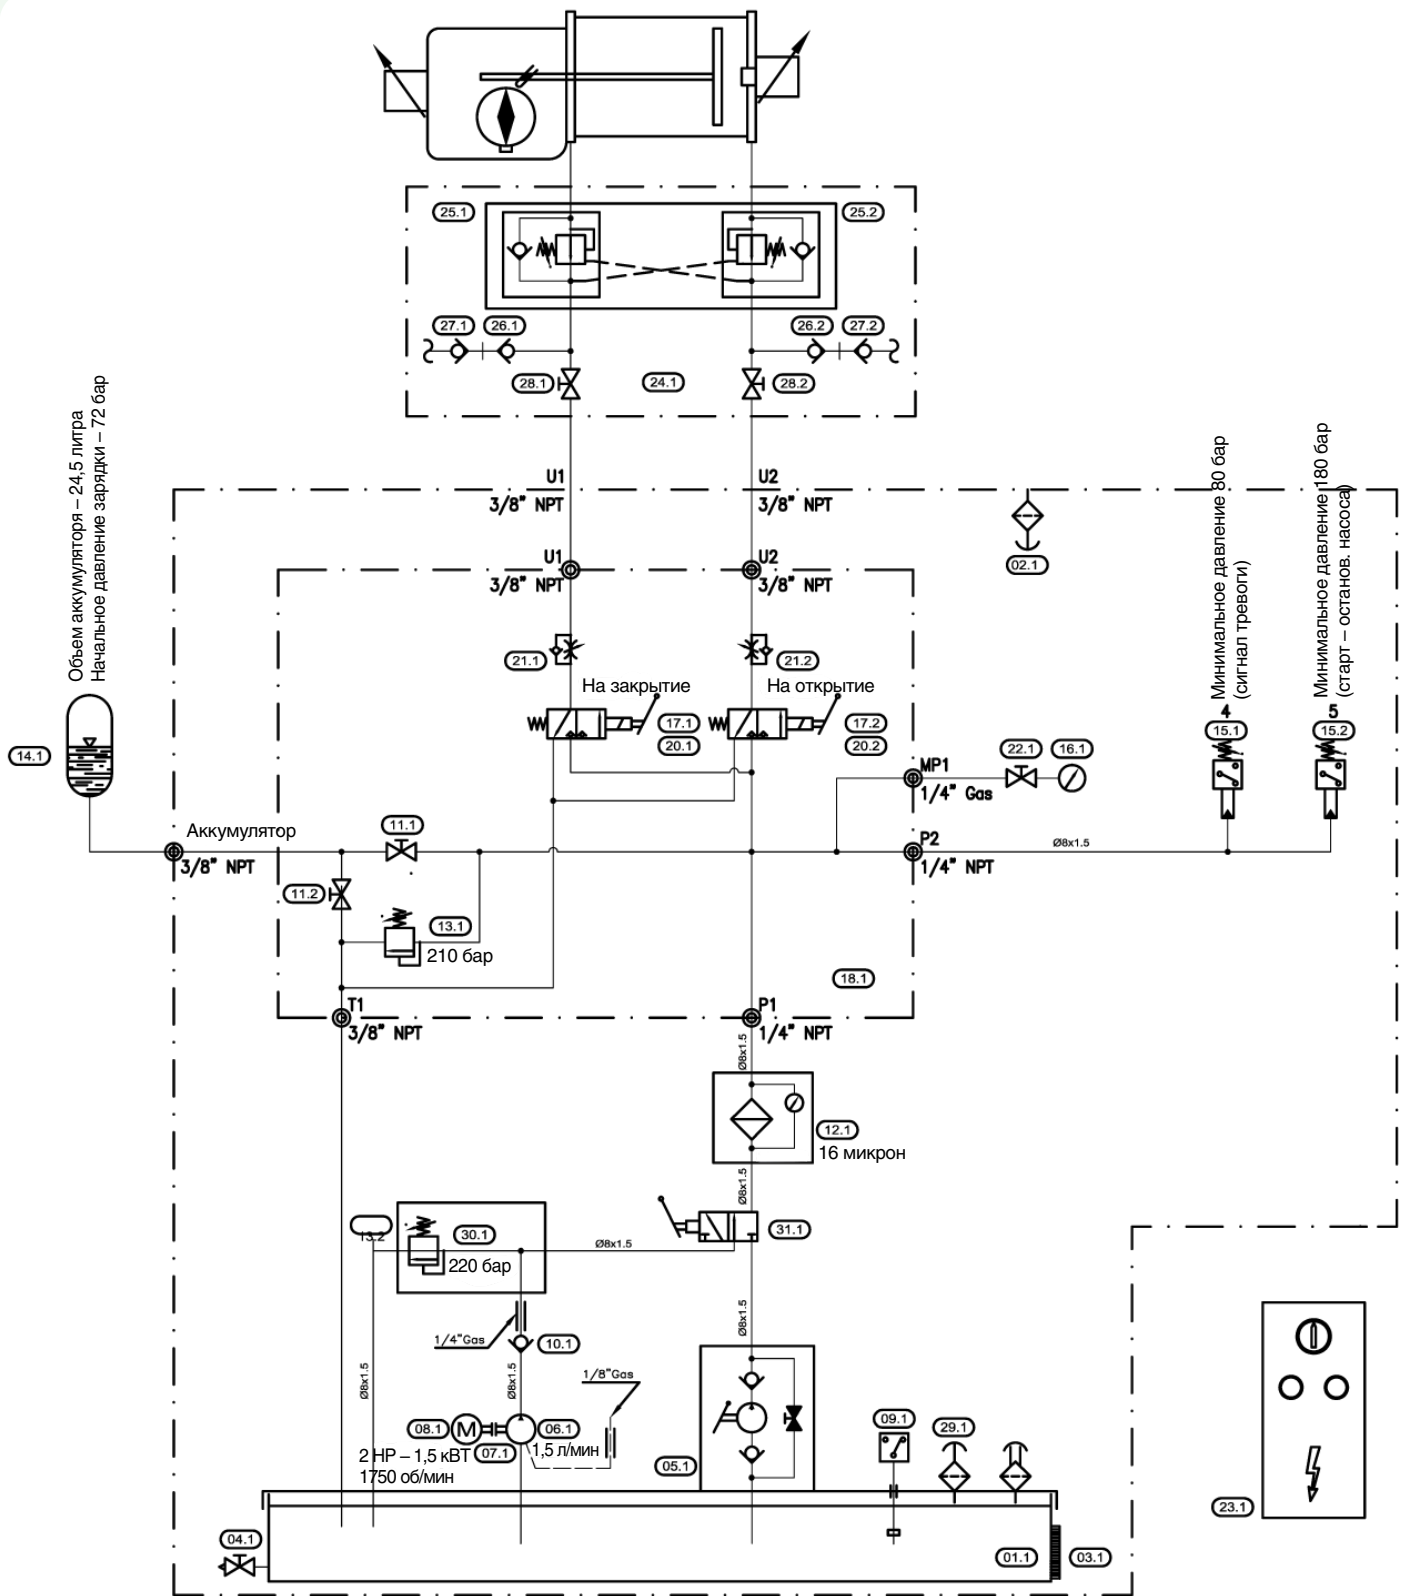 25.1
25.2
27.1
26.1
26.2
27.2
28.1
24.1
28.2
Объем аккумулятора – 24,5 литра
Начальное давление зарядки – 72 бар
Минимальное давление 80 бар
(сигнал тревоги)
Минимальное давление 180 бар
(старт – останов. насоса)
U1
3/8" NPT
U2
3/8" NPT
02.1
U1
3/8" NPT
U2
3/8" NPT
21.1
21.2
На закрытие
На открытие
17.1
20.1
17.2
20.2
4
15.1
5
15.2
14.1
MP1
1/4" Gas
22.1
16.1
Аккумулятор
3/8" NPT
11.1
P2
1/4" NPT
Ø8x1.5
11.2
13.1
210 бар
18.1
T1
3/8" NPT
P1
1/4" NPT
Ø8x1.5
12.1
16 микрон
Ø8x1.5
13.2
30.1
220 бар
Ø8x1.5
31.1
Ø8x1.5
1/4"Gas
10.1
Ø8x1.5
Ø8x1.5
1/8"Gas
08.1
M
06.1
07.1
1,5 л/мин
2 HP – 1,5 кВТ
1750 об/мин
05.1
09.1
29.1
23.1
04.1
01.1
03.1